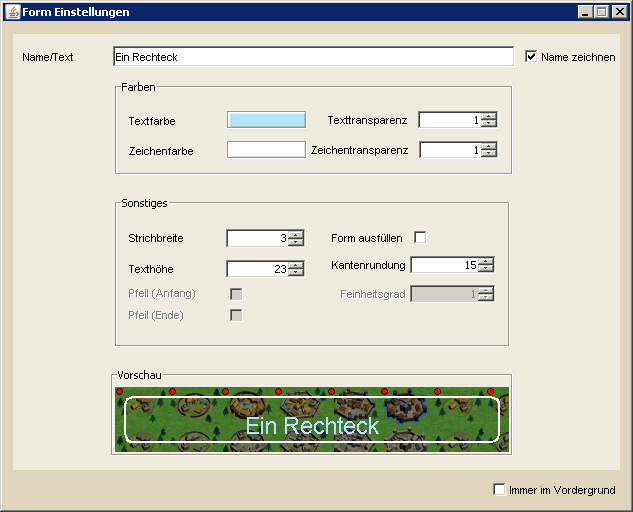 Form Einstellungen
Name/Text Ein Rechteck Name zeichnen
Farben
Textfarbe Texttransparenz 1
Zeichenfarbe Zeichentransparenz 1
Sonstiges
Strichbreite 3 Form ausfüllen
Texthöhe 23 Kantenrundung 15
Pfeil (Anfang) Feinheitsgrad 1
Pfeil (Ende)
Vorschau
Ein Rechteck
Immer im Vordergrund